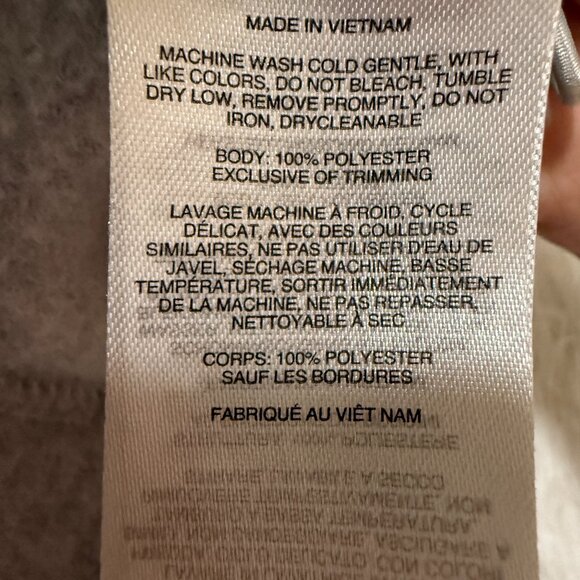 MADE IN VIETNAM
MACHINE WASH COLD GENTLE, WITH
LIKE COLORS, DO NOT BLEACH, TUMBLE
DRY LOW, REMOVE PROMPTLY, DO NOT
IRON, DRYCLEANABLE
BODY: 100% POLYESTER
EXCLUSIVE OF TRIMMING
LAVAGE MACHINE À FROID, CYCLE
DÉLICAT, AVEC DES COULEURS
SIMILAIRES, NE PAS UTILISER D'EAU DE
JAVEL, SÉCHAGE MACHINE, BASSE
TEMPÉRATURE, SORTIR IMMÉDIATEMENT
DE LA MACHINE, NE PAS REPASSER,
NETTOYABLE À SEC
CORPS: 100% POLYESTER
SAUF LES BORDURES
FABRIQUÉ AU VIÊT NAM